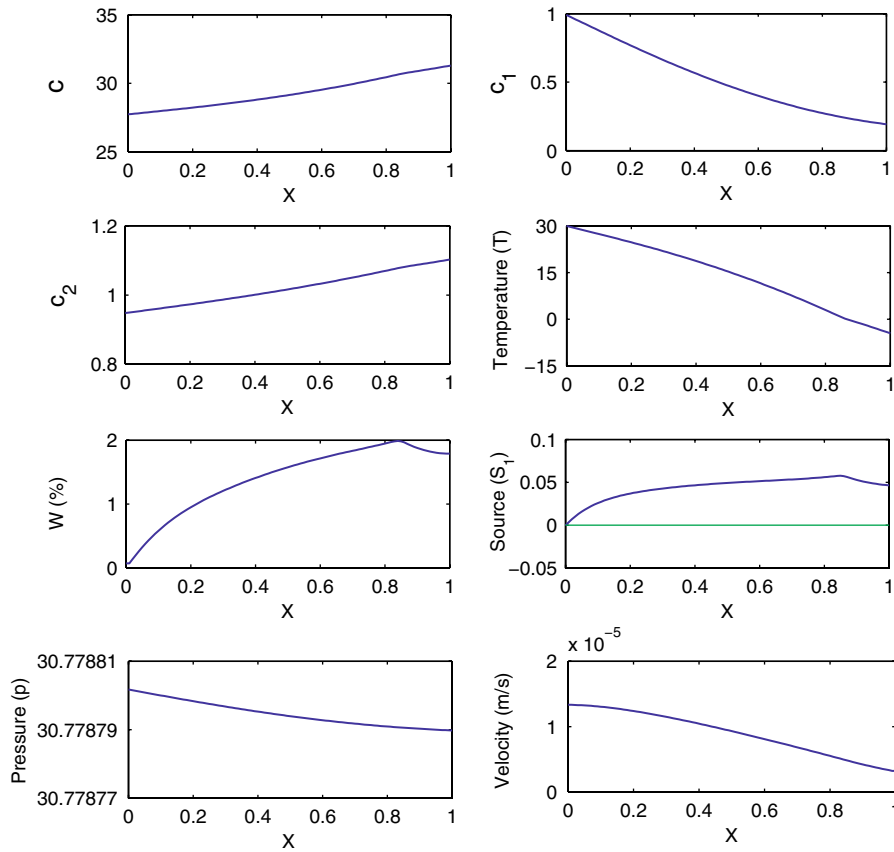 35
30
25
c
0 0.2 0.4 0.6 0.8 1
X
1
0.5
0
c1
0 0.2 0.4 0.6 0.8 1
X
1.2
1
0.8
c2
0 0.2 0.4 0.6 0.8 1
X
30
15
0
−15
Temperature (T)
0 0.2 0.4 0.6 0.8 1
X
2
1
0
W (%)
0 0.2 0.4 0.6 0.8 1
X
0.1
0.05
0
−0.05
Source (S1)
0 0.2 0.4 0.6 0.8 1
X
30.77881
30.778879
30.77877
Pressure (p)
0 0.2 0.4 0.6 0.8 1
X
x 10−5
2
1
0
Velocity (m/s)
0 0.2 0.4 0.6 0.8 1
X